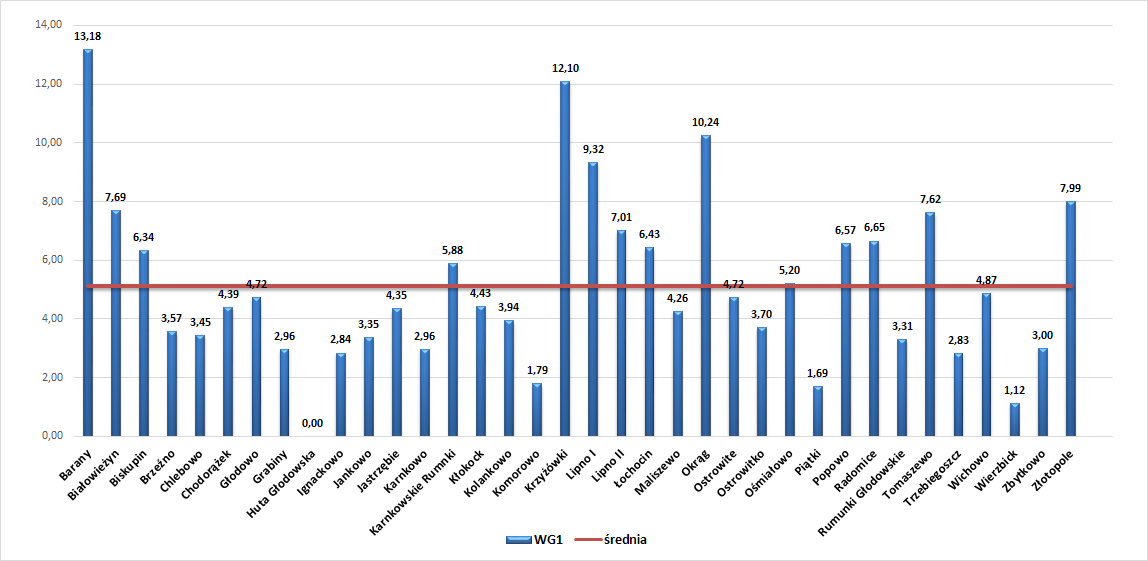 14,00
12,00
10,00
8,00
6,00
4,00
2,00
0,00
13,18
7,69
6,34
3,57
3,45
4,39
4,72
2,96
0,00
2,84
3,35
4,35
2,96
5,88
4,43
3,94
1,79
12,10
9,32
7,01
6,43
4,26
10,24
4,72
3,70
5,20
1,69
6,57
6,65
3,31
7,62
2,83
4,87
1,12
3,00
7,99
Barany
Białowieżyn
Biskupin
Brzeźno
Chlebowo
Chodorążek
Głodowo
Grabiny
Huta Głodowska
Ignackowo
Jankowo
Jastrzębie
Karnkowo
Karnkowskie Rumnki
Kłokock
Kolankowo
Komorowo
Krzyżówki
Lipno I
Lipno II
Łochocin
Maliszewo
Okrąg
Ostrowite
Ostrowitko
Ośmiałowo
Piątki
Popowo
Radomice
Rumunki Głodowskie
Tomaszewo
Trzebiegoszcz
Wichowo
Wierzbick
Zbytkowo
Złotopole
WG1
średnia